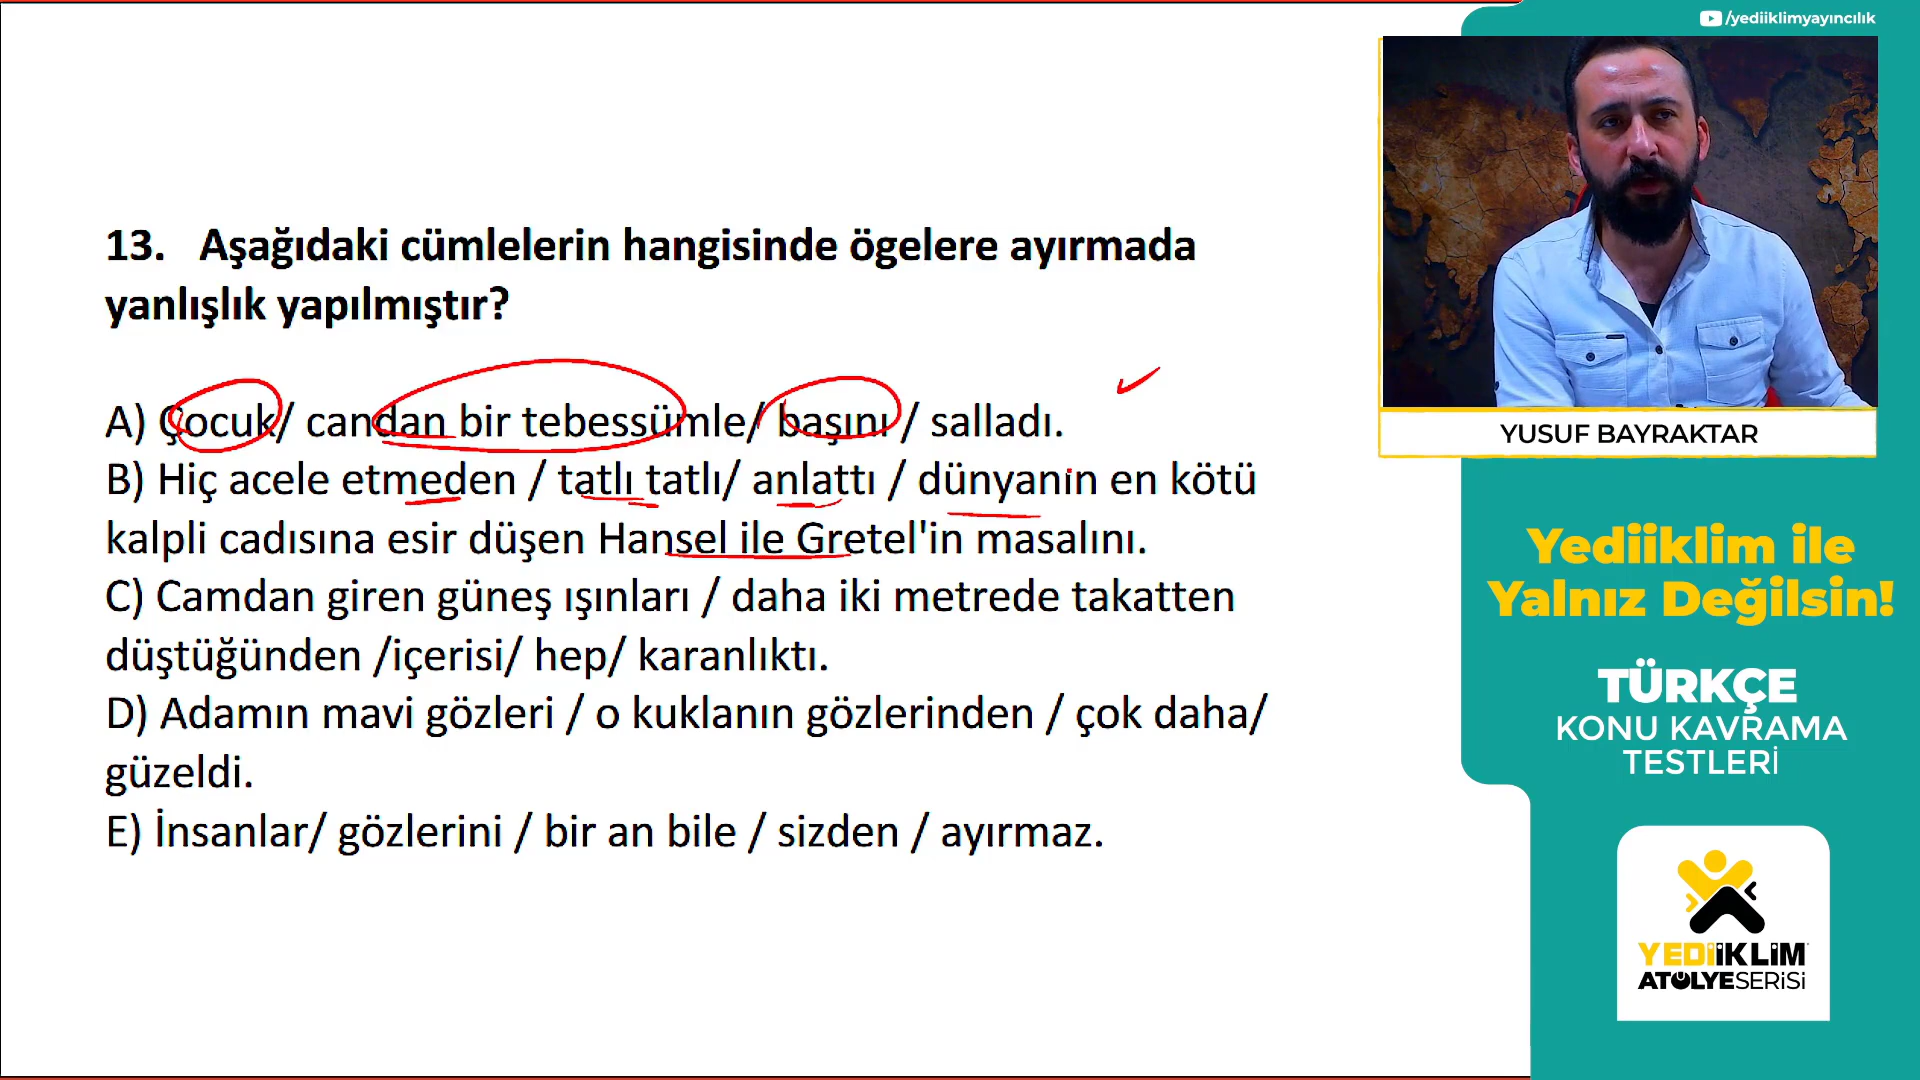 /yediiklimyayıncılık
13. Aşağıdaki cümlelerin hangisinde ögelere ayırmada
yanlışlık yapılmıştır?
A) Çocuk/ candan bir tebessümle/ başını / salladı.
B) Hiç acele etmeden / tatlı tatlı/ anlattı / dünyanin en kötü
kalpli cadısına esir düşen Hansel ile Gretel'in masalını.
C) Camdan giren güneş ışınları / daha iki metrede takatten
düştüğünden /içerisi/ hep/ karanlıktı.
D) Adamın mavi gözleri / o kuklanın gözlerinden / çok daha/
güzeldi.
E) İnsanlar/ gözlerini / bir an bile / sizden / ayırmaz.
YUSUF BAYRAKTAR
Yediiklim ile
Yalnız Değilsin!
TÜRKÇE
KONU KAVRAMA
TESTLERİ
YEDİİKLİM
ATÖLYESERİSİ